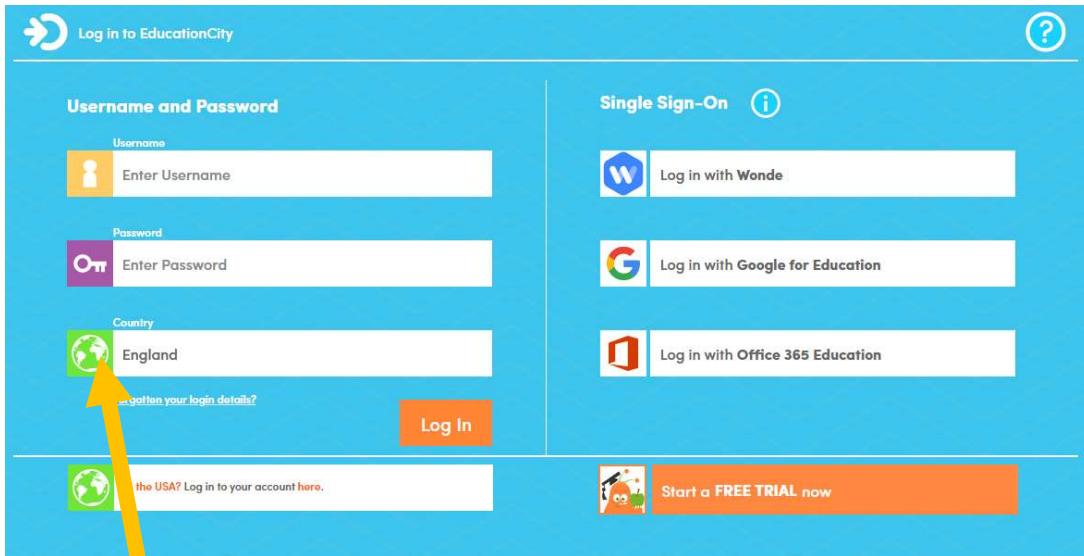 Log in to EducationCity
?
Username and Password
Username
Enter Username
Password
Enter Password
Country
England
your login details?
Log In
the USA? Log in to your account here.
Single Sign-On i
Log in with Wonde
Log in with Google for Education
Log in with Office 365 Education
Start a FREE TRIAL now